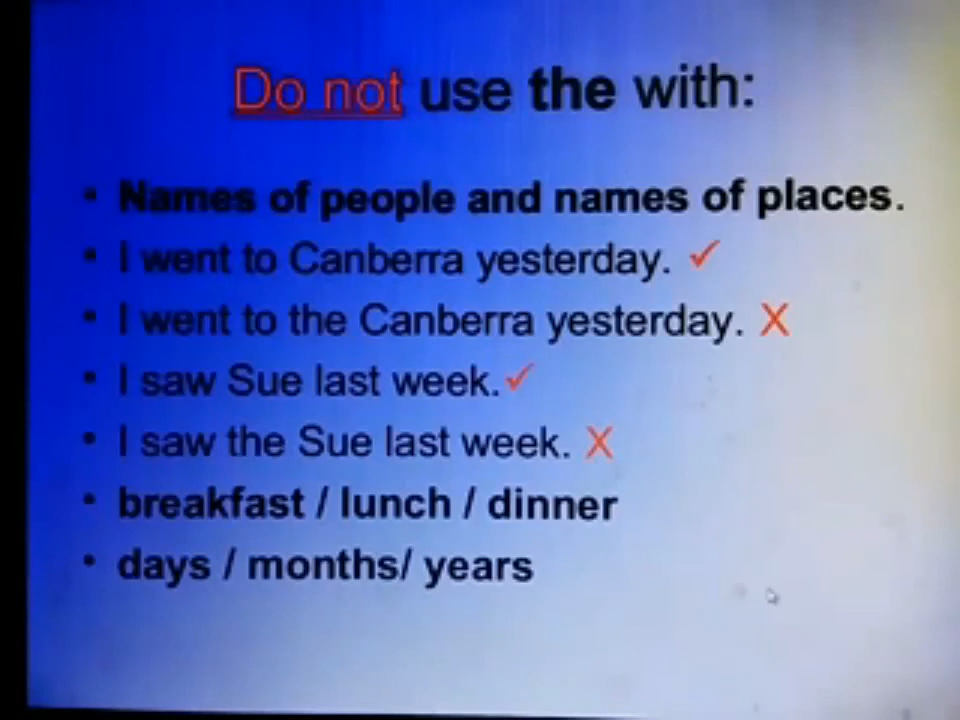 Do not use the with:
• Names of people and names of places.
• I went to Canberra yesterday. ✓
• I went to the Canberra yesterday. X
• I saw Sue last week.✓
• I saw the Sue last week. X
• breakfast / lunch / dinner
• days / months/ years